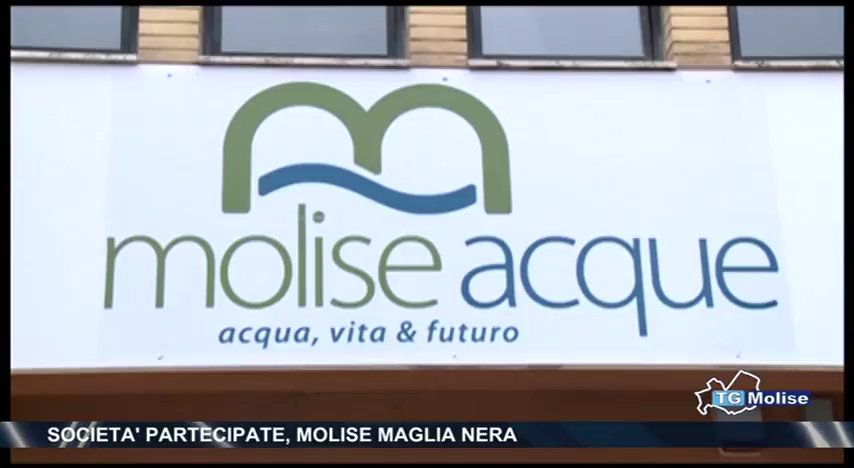 molise acque
acqua, vita & futuro
TG Molise
SOCIETA' PARTECIPATE, MOLISE MAGLIA NERA